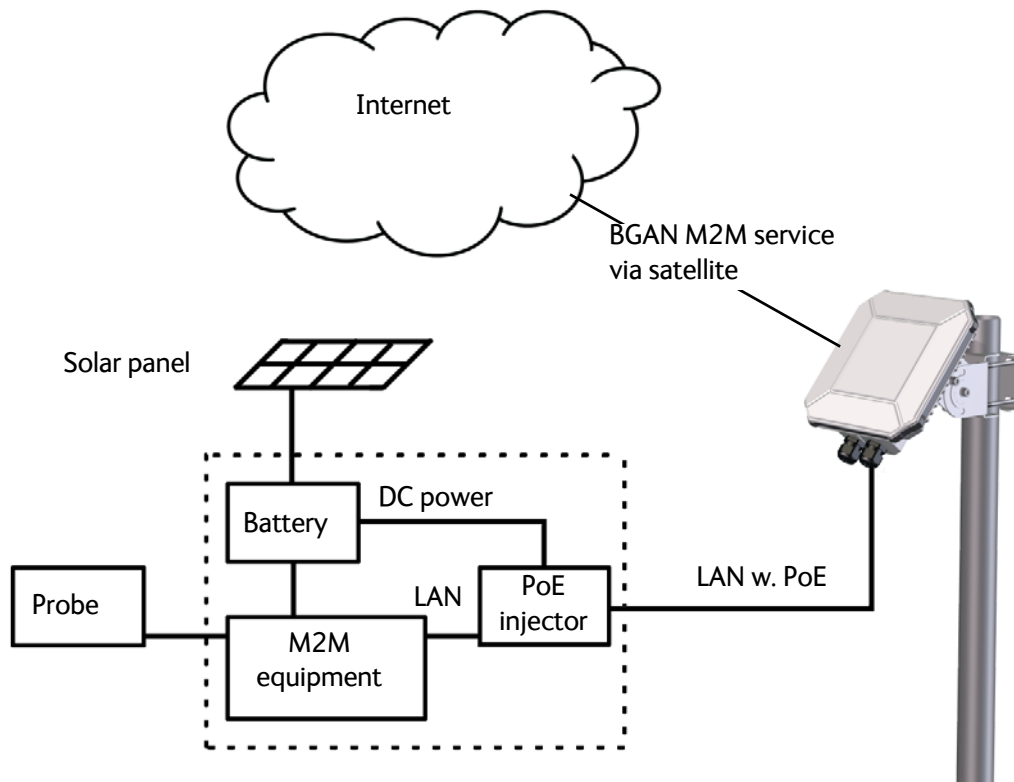 Internet
BGAN M2M service
via satellite
Solar panel
Battery
DC power
Probe
LAN
PoE
injector
LAN w. PoE
M2M
equipment